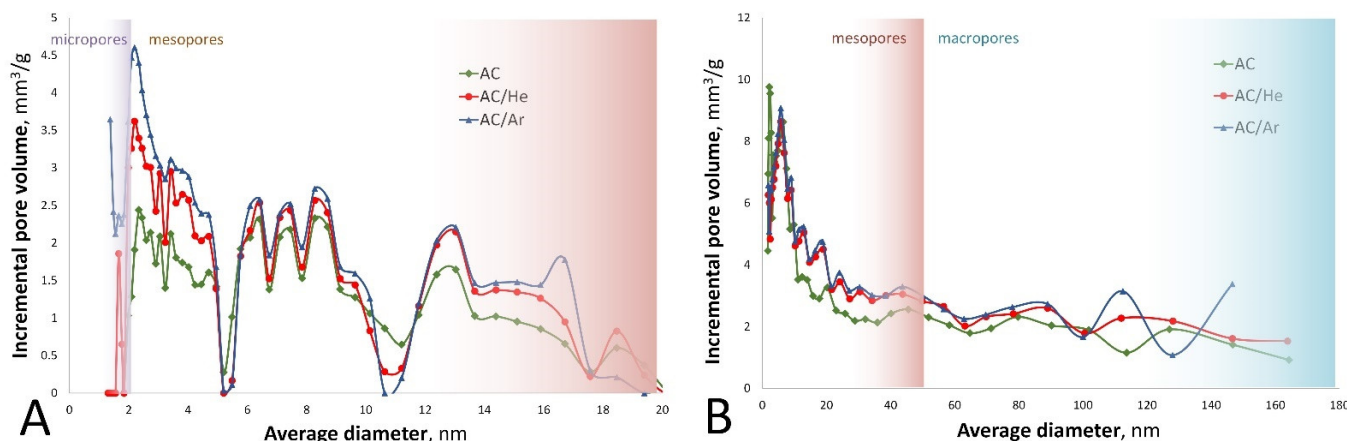 micropores
mesopores
5
4.5
4
3.5
3
2.5
2
1.5
1
0.5
0
Incremental pore volume, mm³/g
AC
AC/He
AC/Ar
0 2 4 6 8 10 12 14 16 18 20
Average diameter, nm
A
B
mesopores
macropores
12
10
8
6
4
2
0
Incremental pore volume, mm³/g
AC
AC/He
AC/Ar
0 20 40 60 80 100 120 140 160 180
Average diameter, nm
B